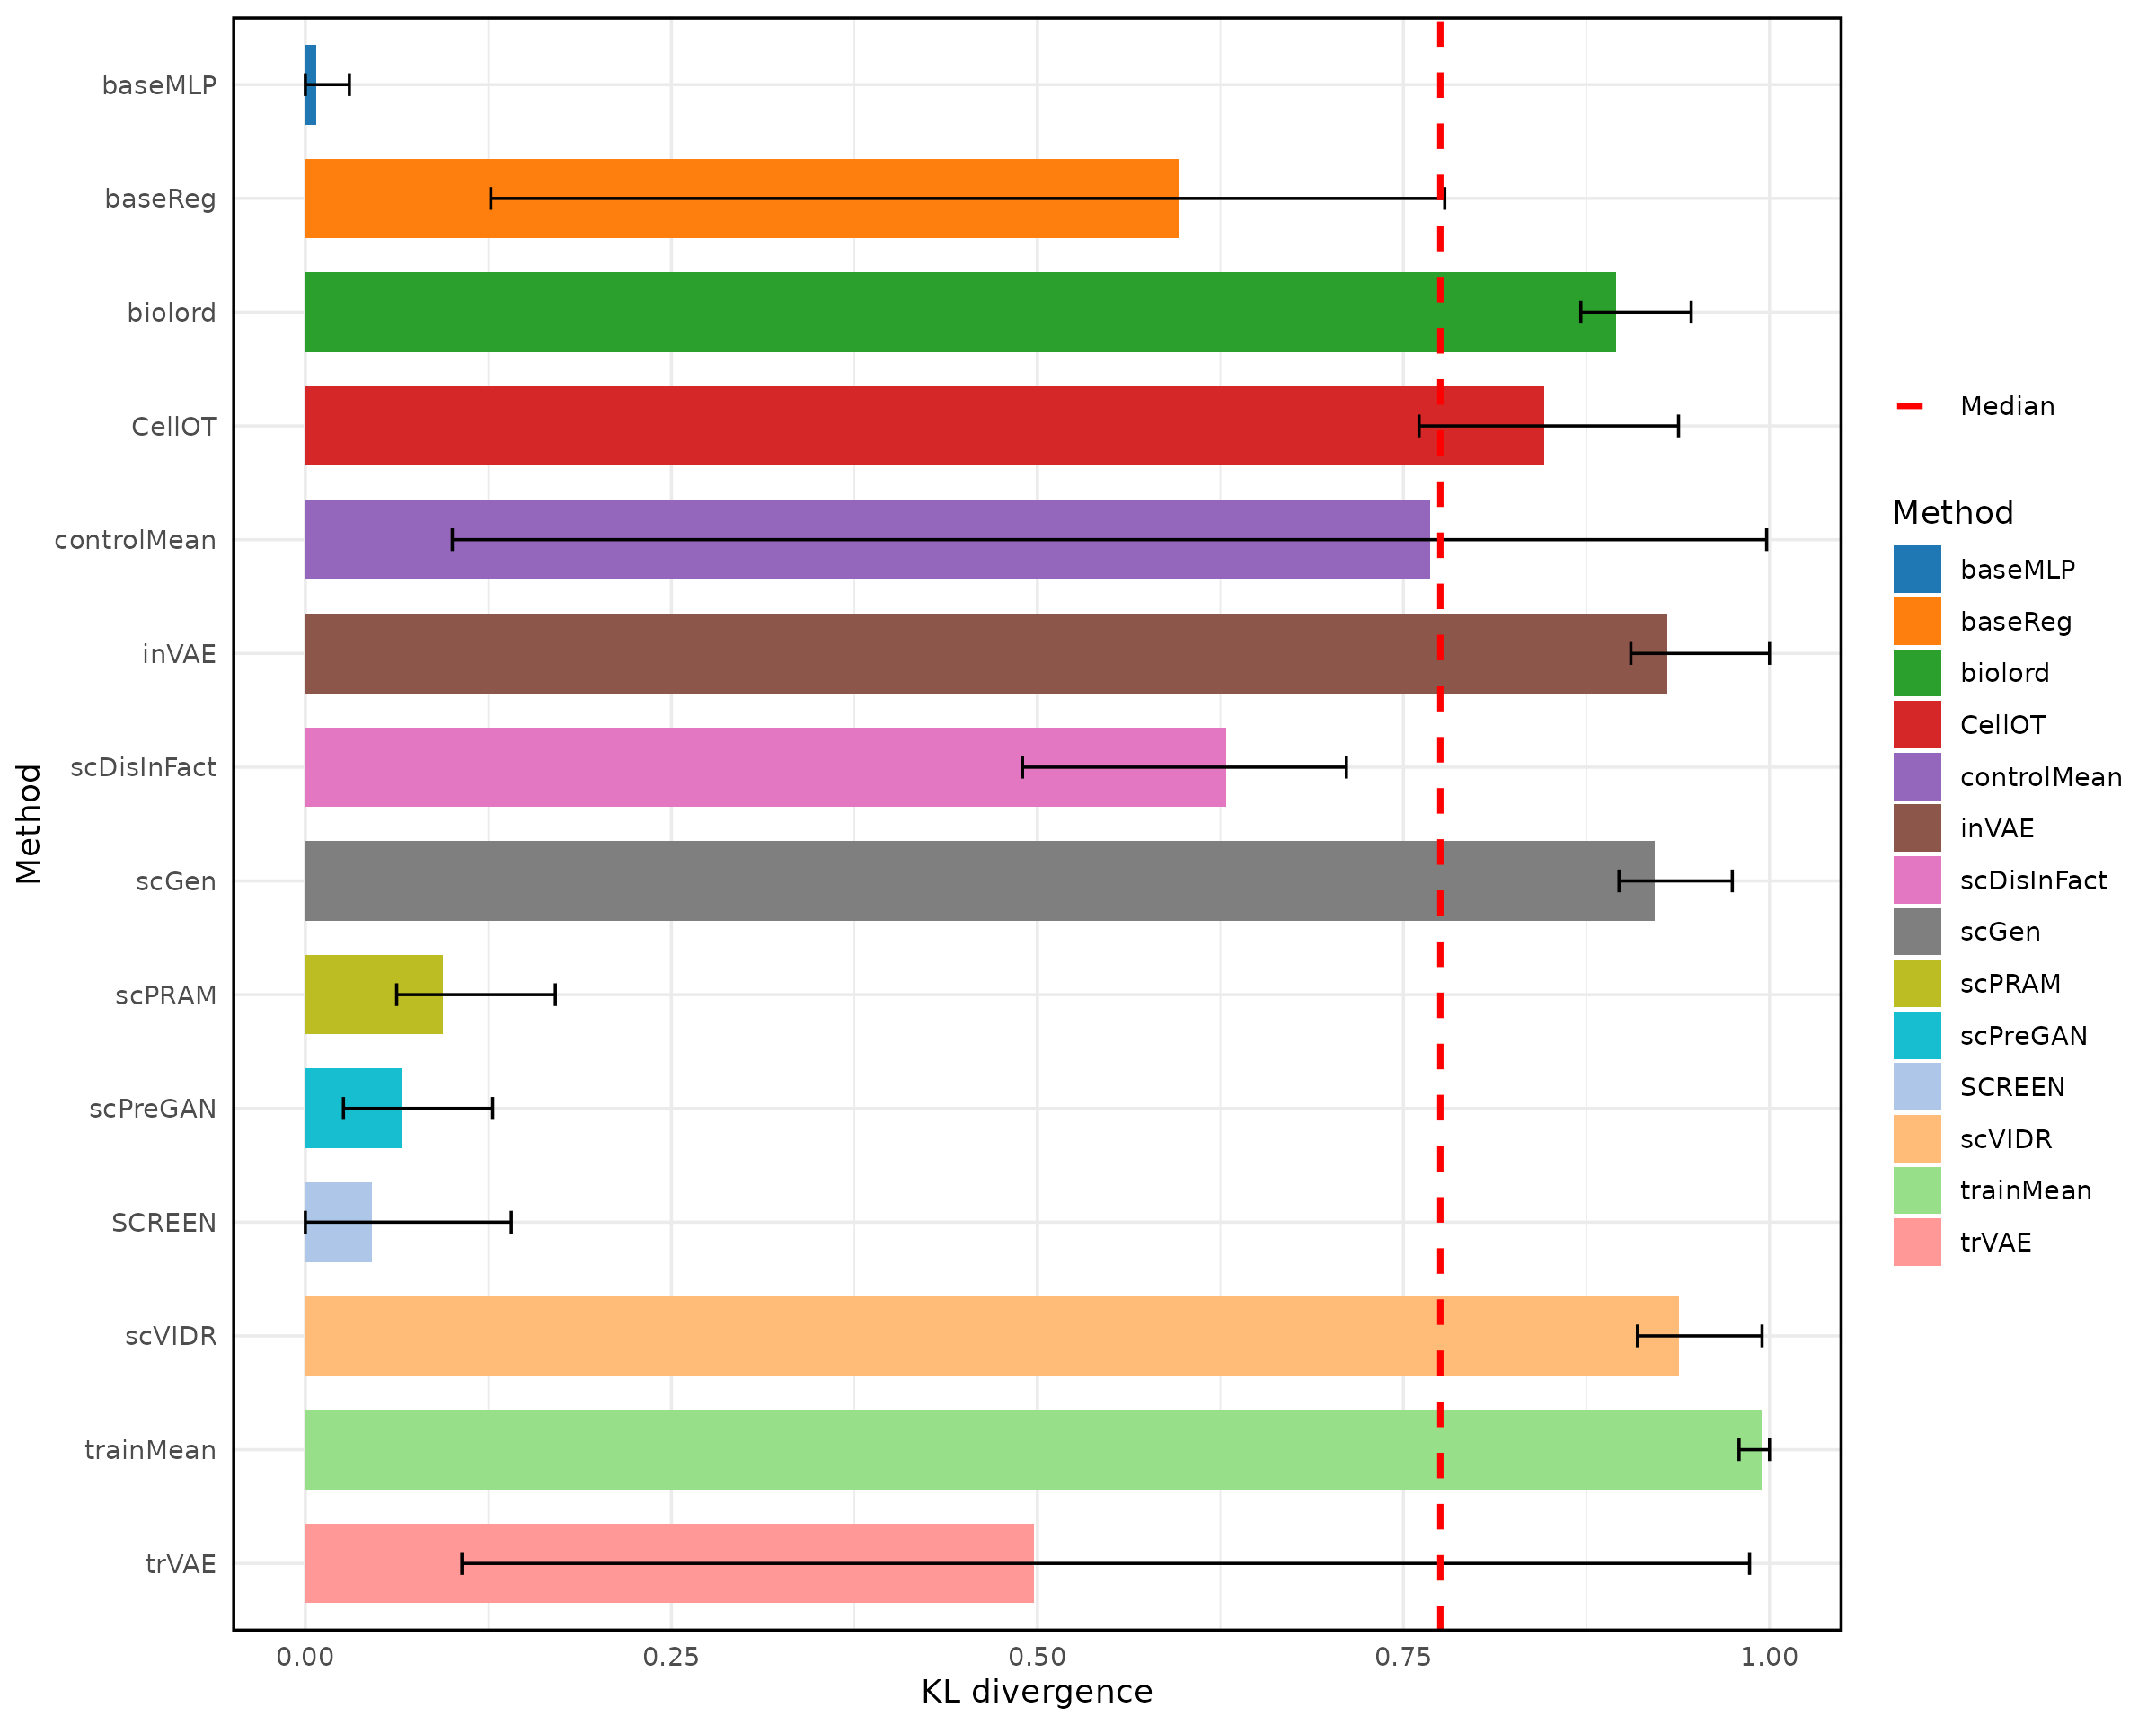 Method
baseMLP
baseReg
biolord
CellOT
controlMean
inVAE
scDisInFact
scGen
scPRAM
scPreGAN
SCREEN
scVIDR
trainMean
trVAE
0.00
0.25
0.50
0.75
1.00
KL divergence
Median
Method
baseMLP
baseReg
biolord
CellOT
controlMean
inVAE
scDisInFact
scGen
scPRAM
scPreGAN
SCREEN
scVIDR
trainMean
trVAE